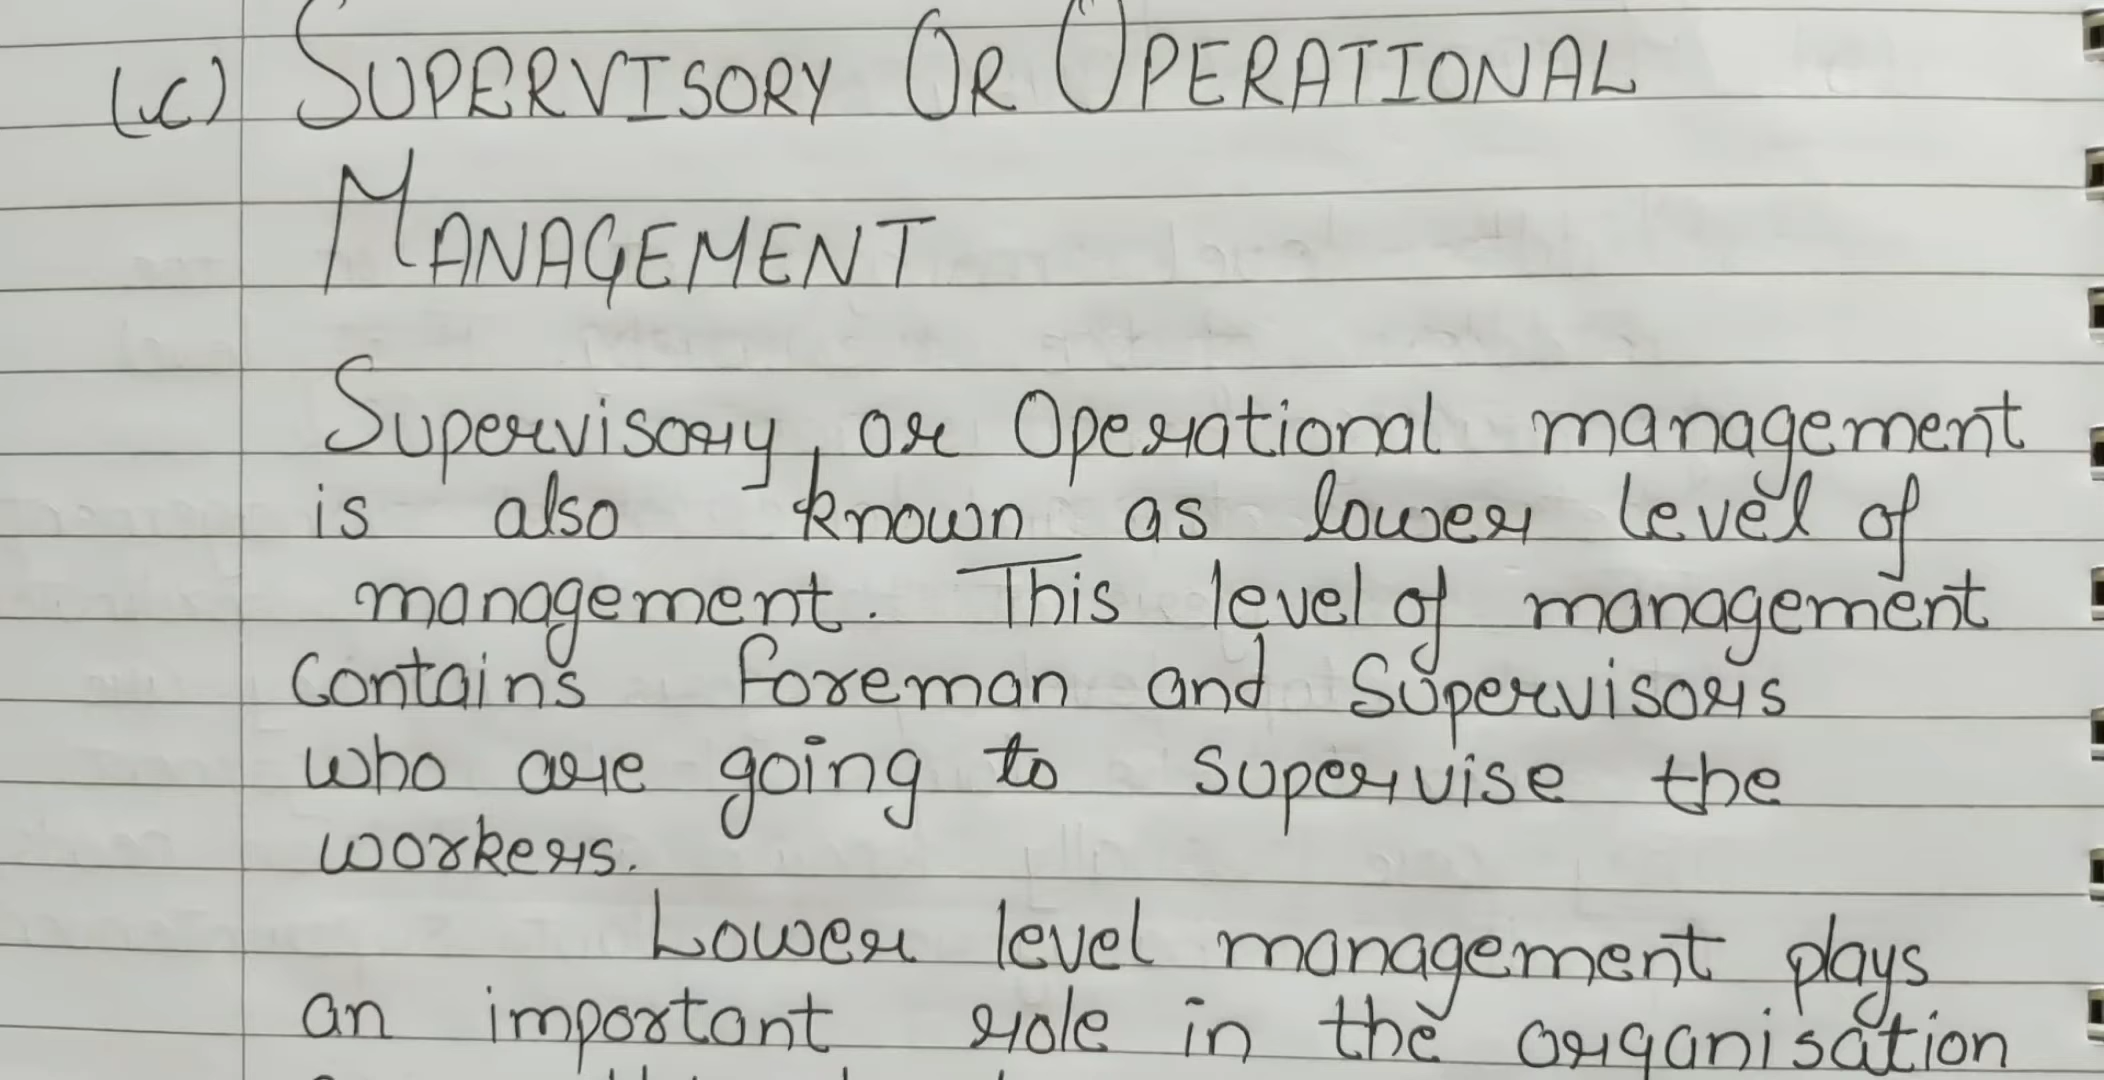 (c) SUPERVISORY OR OPERATIONAL
MANAGEMENT
Supervisory, or Operational management
is also known as lower level of
management. This level of management
contains foreman and Supervisors
who are going to supervise the
workers.
Lower level management plays
an important role in the organisation